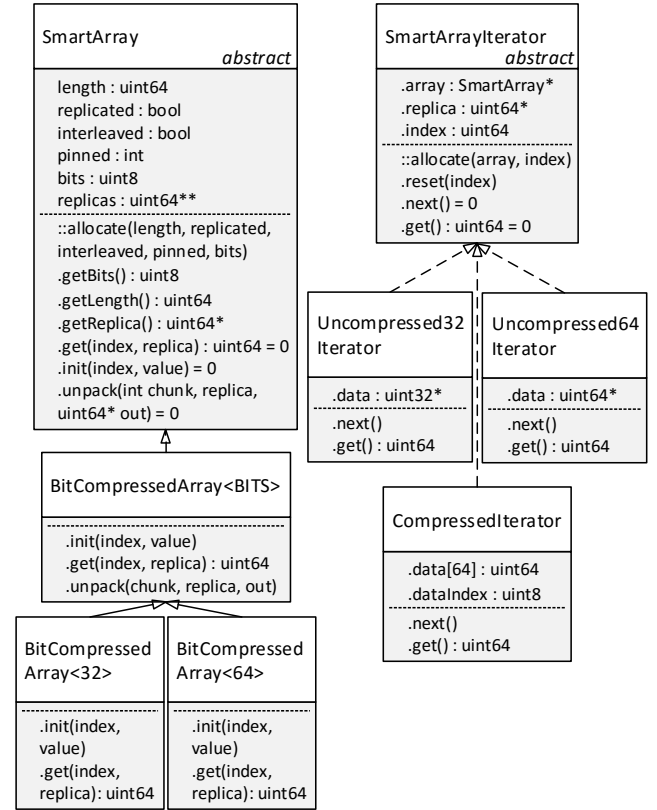 SmartArray
abstract
length : uint64
replicated : bool
interleaved : bool
pinned : int
bits : uint8
replicas : uint64**
::allocate(length, replicated,
interleaved, pinned, bits)
.getBits() : uint8
.getLength() : uint64
.getReplica() : uint64*
.get(index, replica) : uint64 = 0
.init(index, value) = 0
.unpack(int chunk, replica,
uint64* out) = 0
BitCompressedArray<BITS>
.init(index, value)
.get(index, replica) : uint64
.unpack(chunk, replica, out)
BitCompressed
Array<32>
.init(index,
value)
.get(index,
replica): uint64
BitCompressed
Array<64>
.init(index,
value)
.get(index,
replica): uint64
SmartArrayIterator
abstract
.array : SmartArray*
.replica : uint64*
.index : uint64
::allocate(array, index)
.reset(index)
.next() = 0
.get() : uint64 = 0
Uncompressed32
Iterator
.data : uint32*
.next()
.get() : uint64
Uncompressed64
Iterator
.data : uint64*
.next()
.get() : uint64
CompressedIterator
.data[64] : uint64
.dataIndex : uint8
.next()
.get() : uint64